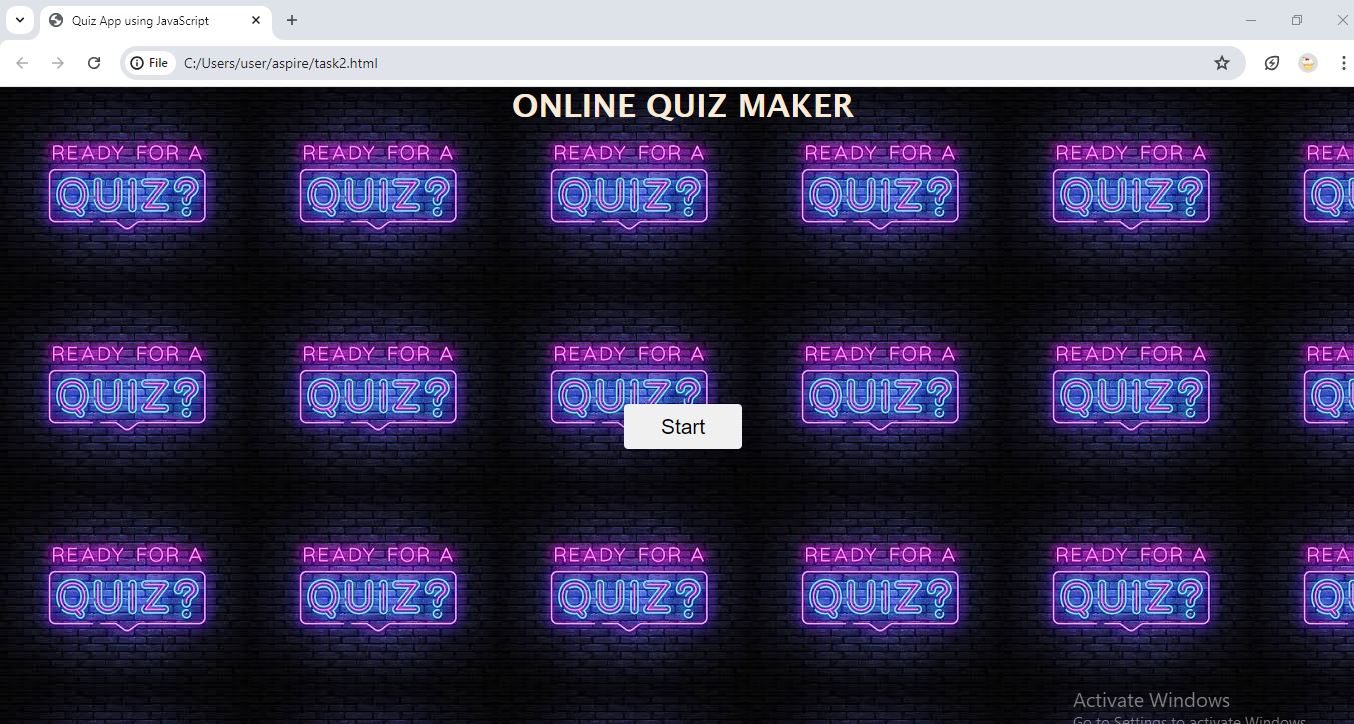 Quiz App using JavaScript
File C:/Users/user/aspire/task2.html
ONLINE QUIZ MAKER
READY FOR A READY FOR A READY FOR A READY FOR A READY FOR A REA
QUIZ? QUIZ? QUIZ? QUIZ? QUIZ? QU
READY FOR A READY FOR A READY FOR A READY FOR A READY FOR A REA
QUIZ? QUIZ? QUIZ? QUIZ? QUIZ? QU
Start
READY FOR A READY FOR A READY FOR A READY FOR A READY FOR A REA
QUIZ? QUIZ? QUIZ? QUIZ? QUIZ? QU
Activate Windows
Go to Settings to activate Windows.